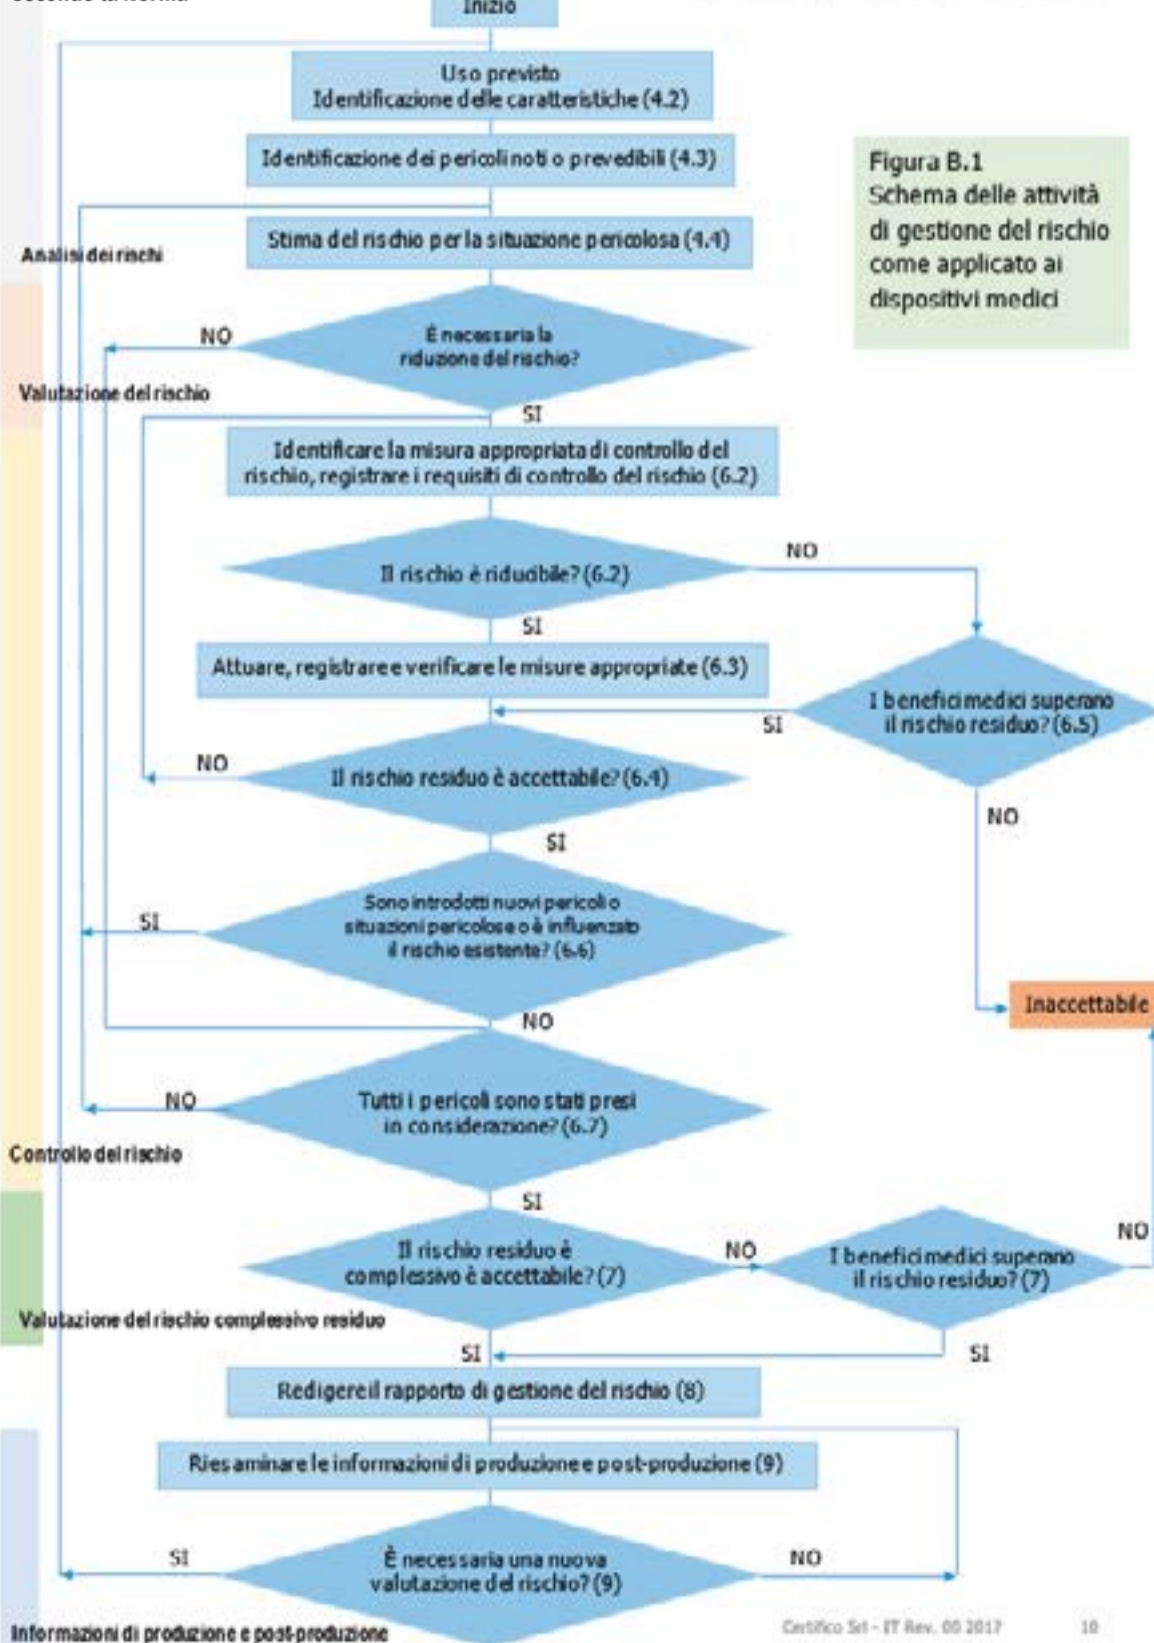 Inizio
Uso previsto
Identificazione delle caratteristiche (4.2)
Identificazione dei pericoli noti o prevedibili (4.3)
Figura B.1
Schema delle attività
di gestione del rischio
come applicato ai
dispositivi medici
Stima del rischio per la situazione pericolosa (4.4)
Analisi dei rischi
NO
È necessaria la
riduzione del rischio?
Valutazione del rischio
SI
Identificare la misura appropriata di controllo del
rischio, registrare i requisiti di controllo del rischio (6.2)
NO
Il rischio è riducibile? (6.2)
SI
Attuare, registrare e verificare le misure appropriate (6.3)
I benefici medici superano
il rischio residuo? (6.5)
SI
NO
Il rischio residuo è accettabile? (6.4)
NO
SI
Sono introdotti nuovi pericoli o
situazioni pericolose o è influenzato
il rischio esistente? (6.6)
SI
Inaccettabile
NO
Tutti i pericoli sono stati presi
in considerazione? (6.7)
NO
Controllo del rischio
SI
Il rischio residuo è
complessivo è accettabile? (7)
NO
I benefici medici superano
il rischio residuo? (7)
NO
Valutazione del rischio complessivo residuo
SI
SI
Redigere il rapporto di gestione del rischio (8)
Riesaminare le informazioni di produzione e post-produzione (9)
SI
È necessaria una nuova
valutazione del rischio? (9)
NO
Informazioni di produzione e post-produzione
Certifico Srl - IT Rev. 00 2017
10